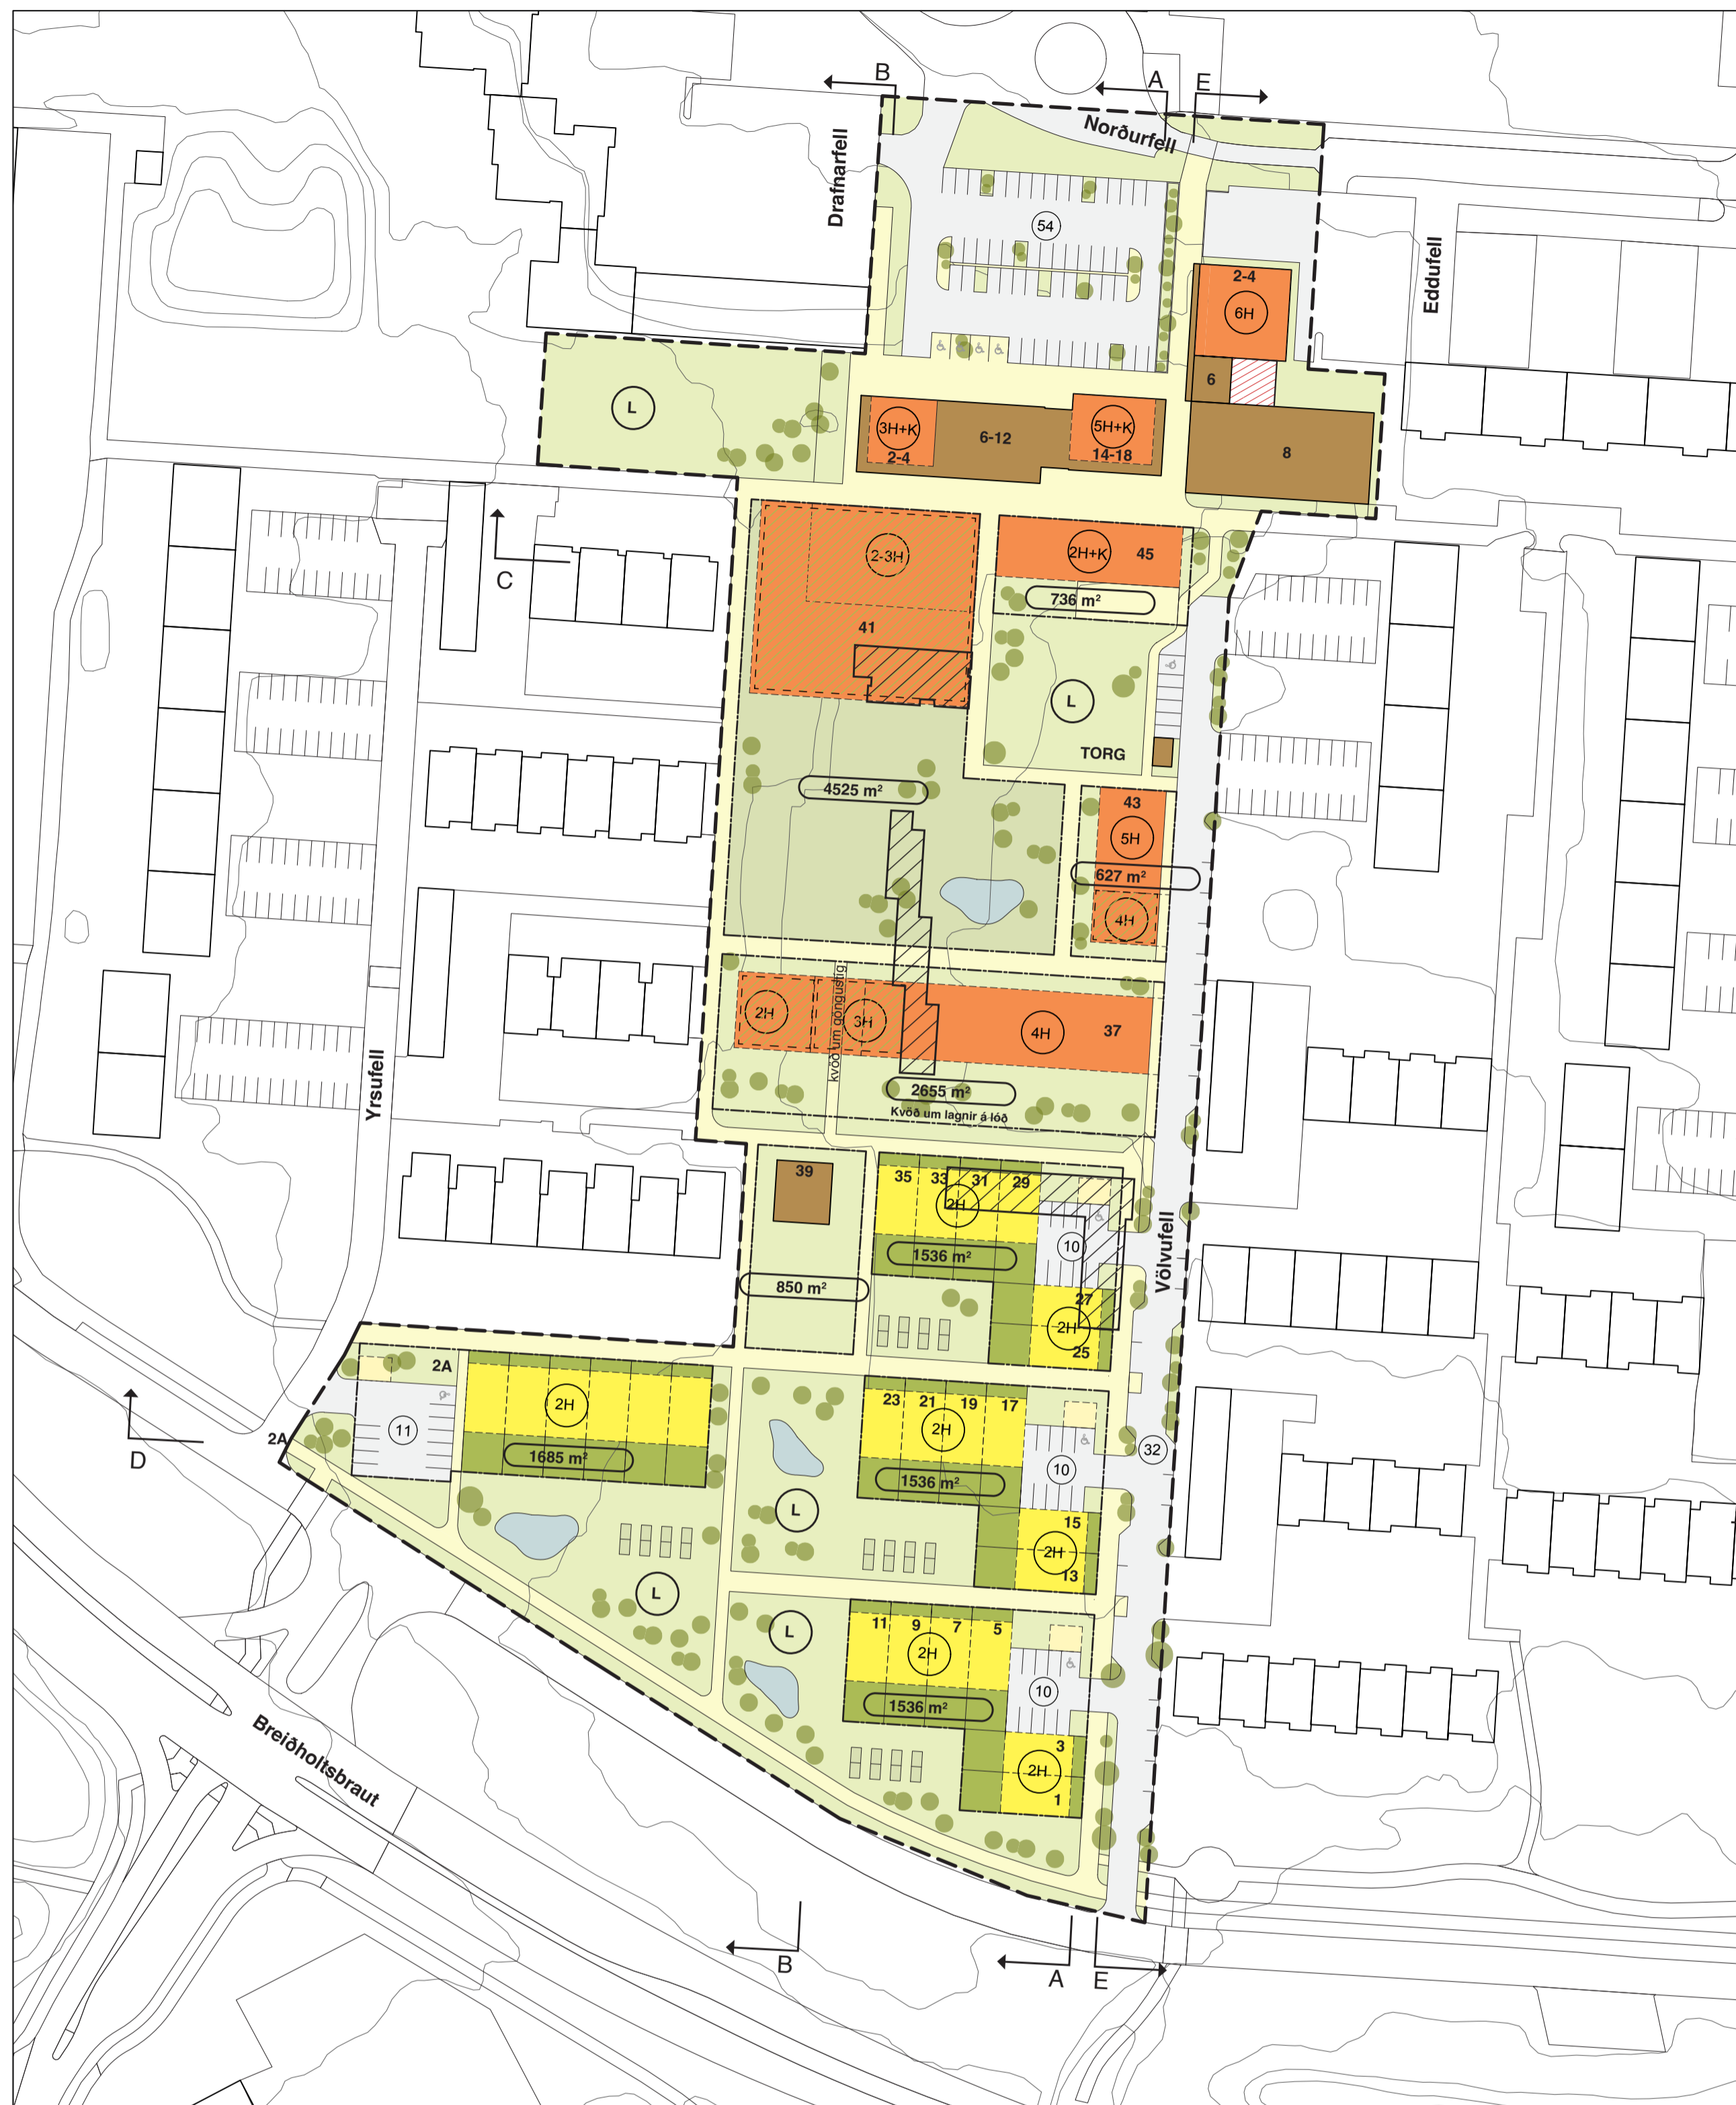 B
A
E
Norðurfell
Drafnarfell
54
Eddufell
2-4
6H
6
L
3H+K
2-4
6-12
5H+K
14-18
8
2-3H
2H+K
45
C
736 m²
41
L
TORG
4525 m²
43
5H
627 m²
4H
kvöð um göngustíg
2H
3H
4H
37
2655 m²
Kvöð um lagnir á lóð
Yrsufell
39
35
33
31
29
2H
10
1536 m²
Völvufell
850 m²
27
2H
25
2A
2H
11
2A
1685 m²
D
23
21
19
17
2H
32
10
1536 m²
L
15
2H
13
L
L
11
9
7
5
2H
10
1536 m²
3
2H
1
Breiðholtsbraut
B
A
E